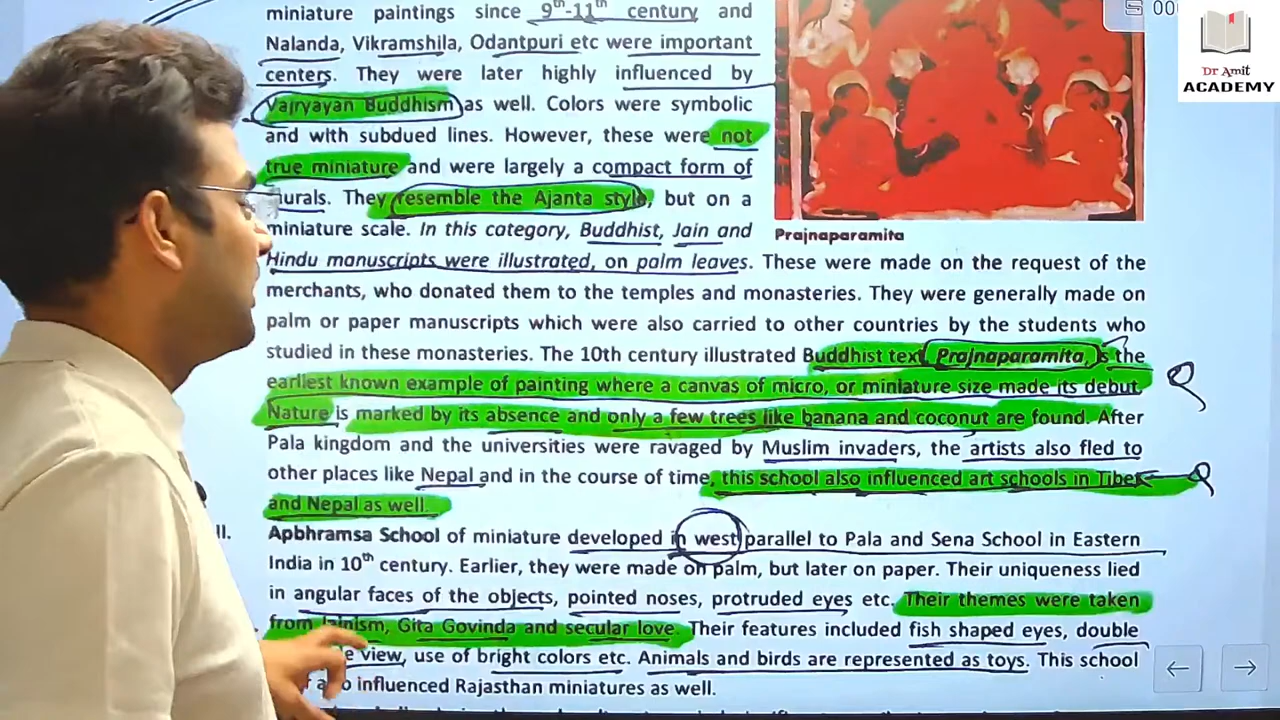 miniature paintings since 9th-11th century and
Nalanda, Vikramshila, Odantpuri etc were important
centers. They were later highly influenced by
Vajryayan Buddhism as well. Colors were symbolic
and with subdued lines. However, these were not
true miniature and were largely a compact form of
murals. They resemble the Ajanta style, but on a
miniature scale. In this category, Buddhist, Jain and
Hindu manuscripts were illustrated, on palm leaves. These were made on the request of the
merchants, who donated them to the temples and monasteries. They were generally made on
palm or paper manuscripts which were also carried to other countries by the students who
studied in these monasteries. The 10th century illustrated Buddhist text Prajnaparamita, is the
earliest known example of painting where a canvas of micro, or miniature size made its debut.
Nature is marked by its absence and only a few trees like banana and coconut are found. After
Pala kingdom and the universities were ravaged by Muslim invaders, the artists also fled to
other places like Nepal and in the course of time, this school also influenced art schools in Tibet
and Nepal as well.
II. Apbhramsa School of miniature developed in west parallel to Pala and Sena School in Eastern
India in 10th century. Earlier, they were made on palm, but later on paper. Their uniqueness lied
in angular faces of the objects, pointed noses, protruded eyes etc. Their themes were taken
from Jainism, Gita Govinda and secular love. Their features included fish shaped eyes, double
view, use of bright colors etc. Animals and birds are represented as toys. This school
influenced Rajasthan miniatures as well.
Prajnaparamita
Dr Amit
ACADEMY